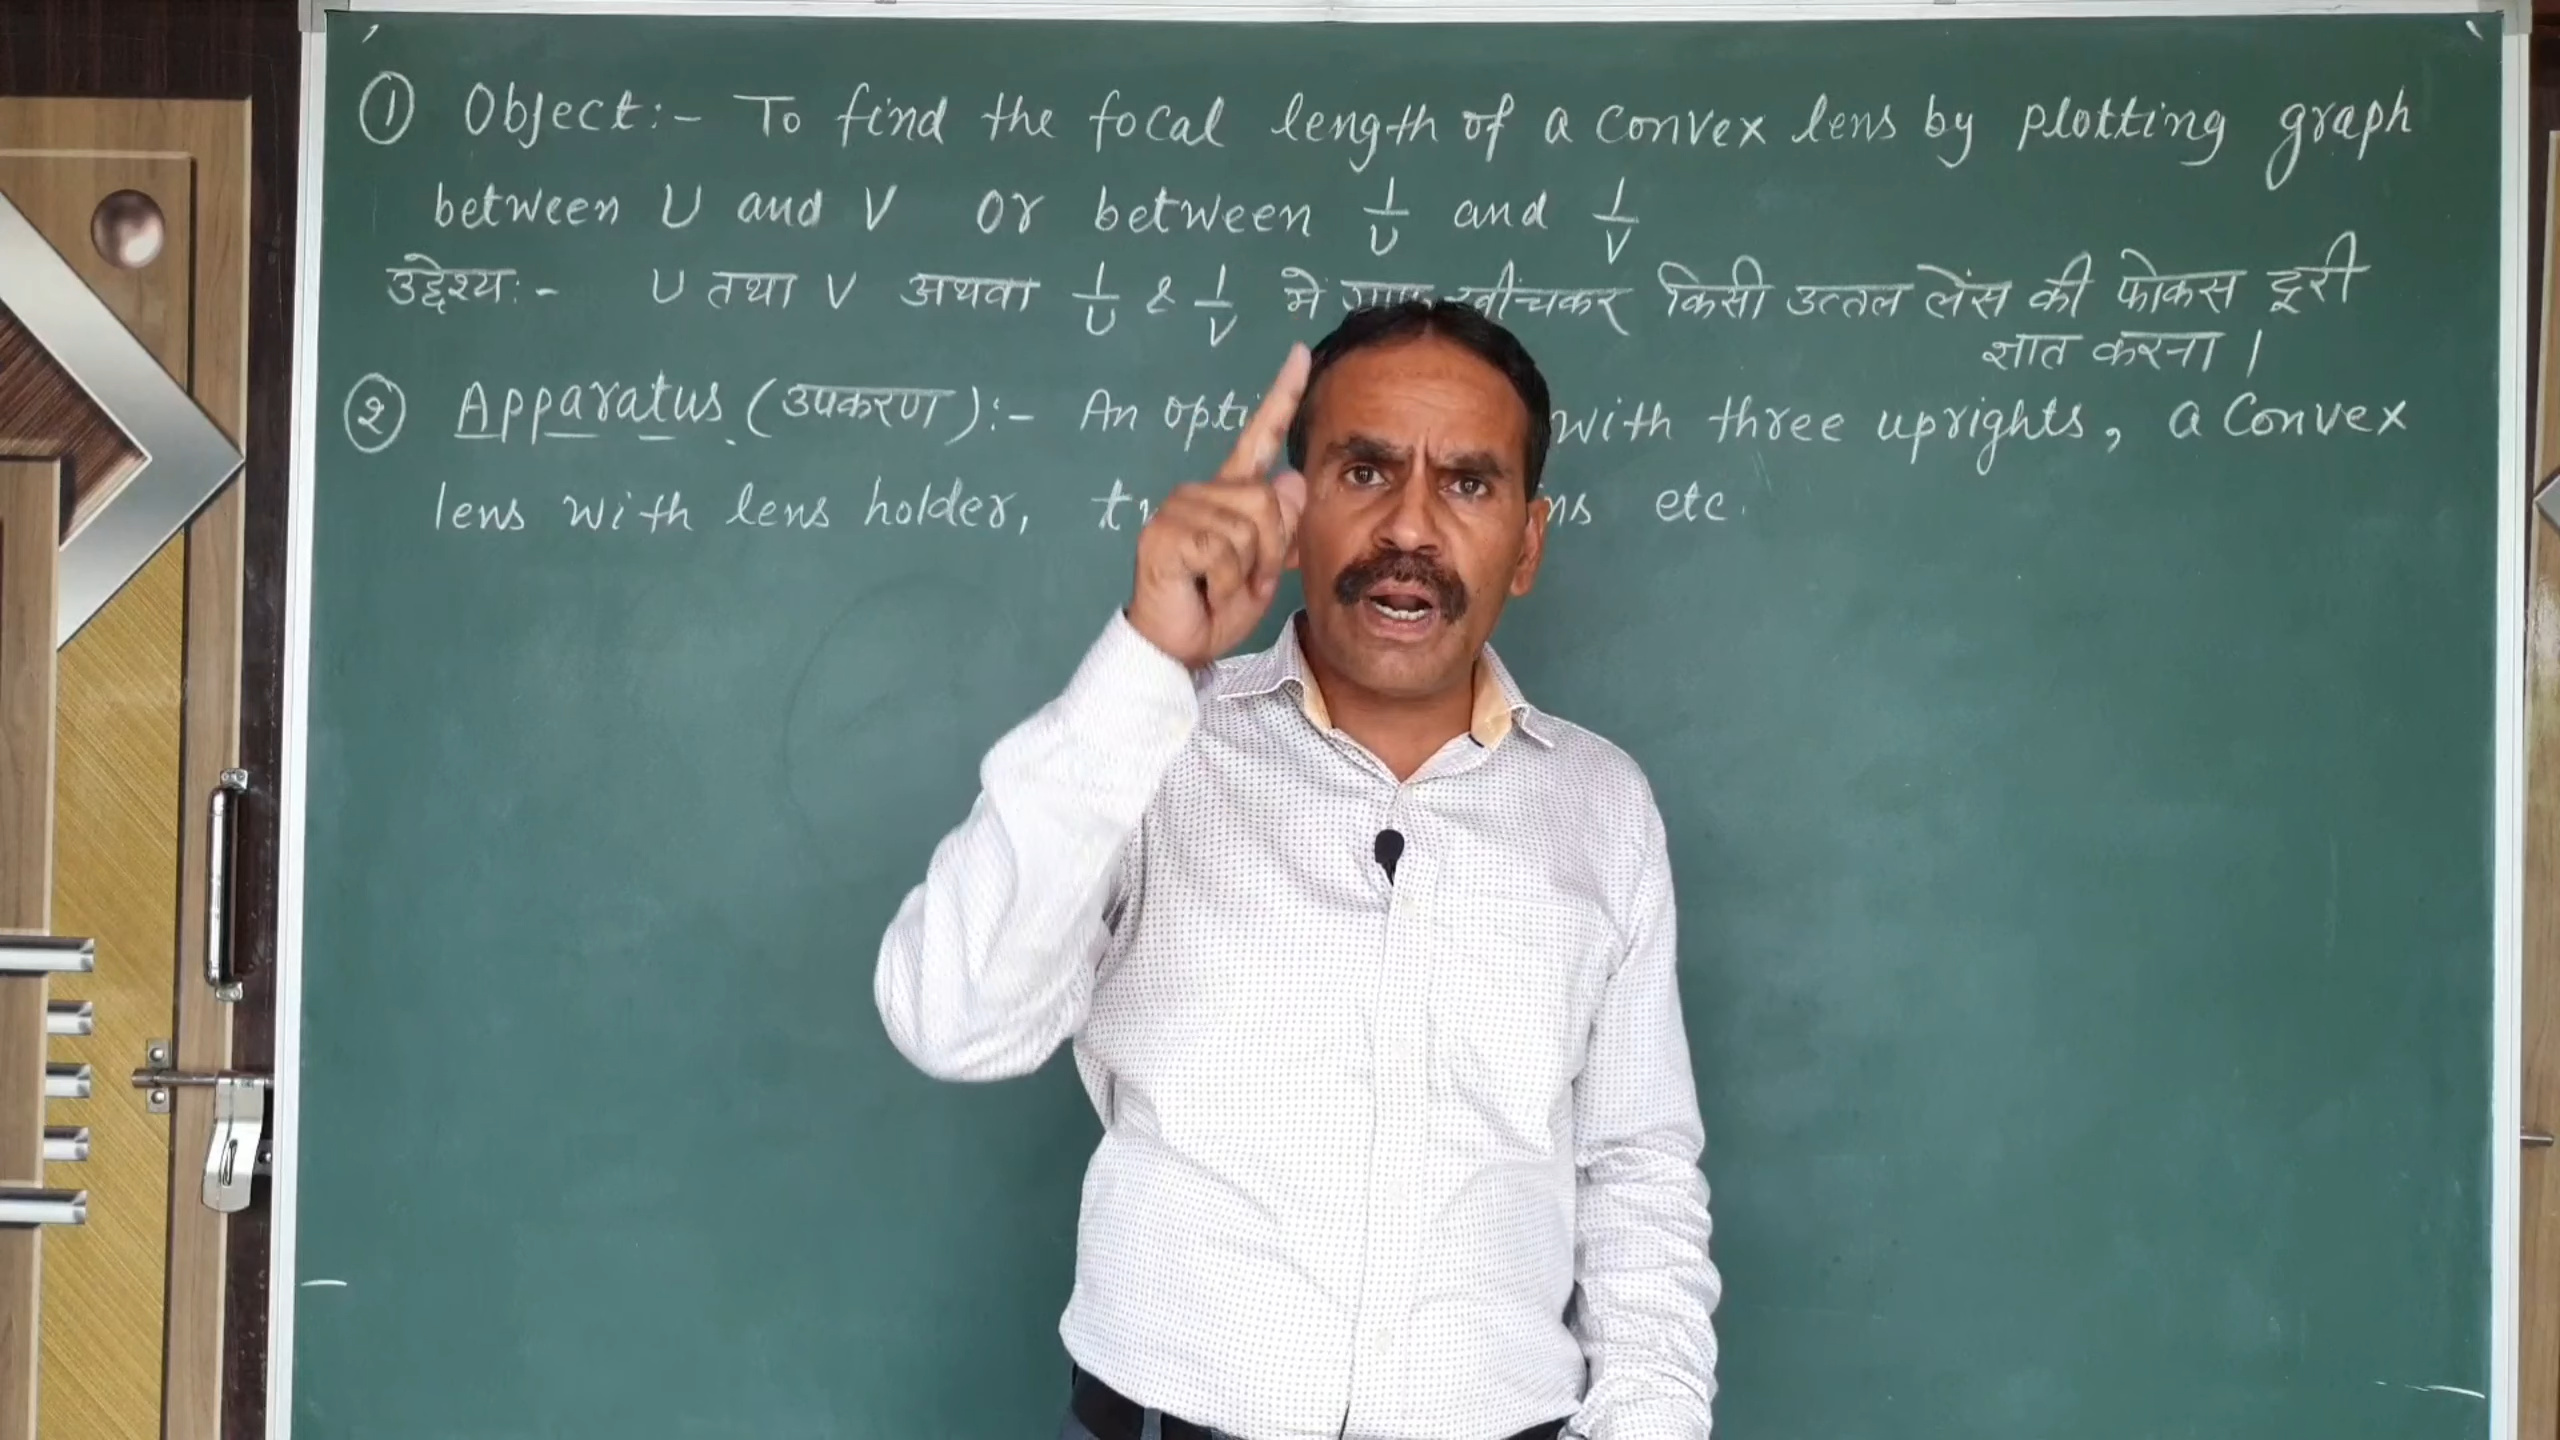 ① Object:- To find the focal length of a convex lens by plotting graph
between U and V or between 1/U and 1/V
उद्देश्य:- U तथा V अथवा 1/U & 1/V में खींचकर किसी उत्तल लेंस की फोकस दूरी
ज्ञात करना।
② Apparatus (उपकरण):- An with three uprights, a convex
lens with lens holder, etc.